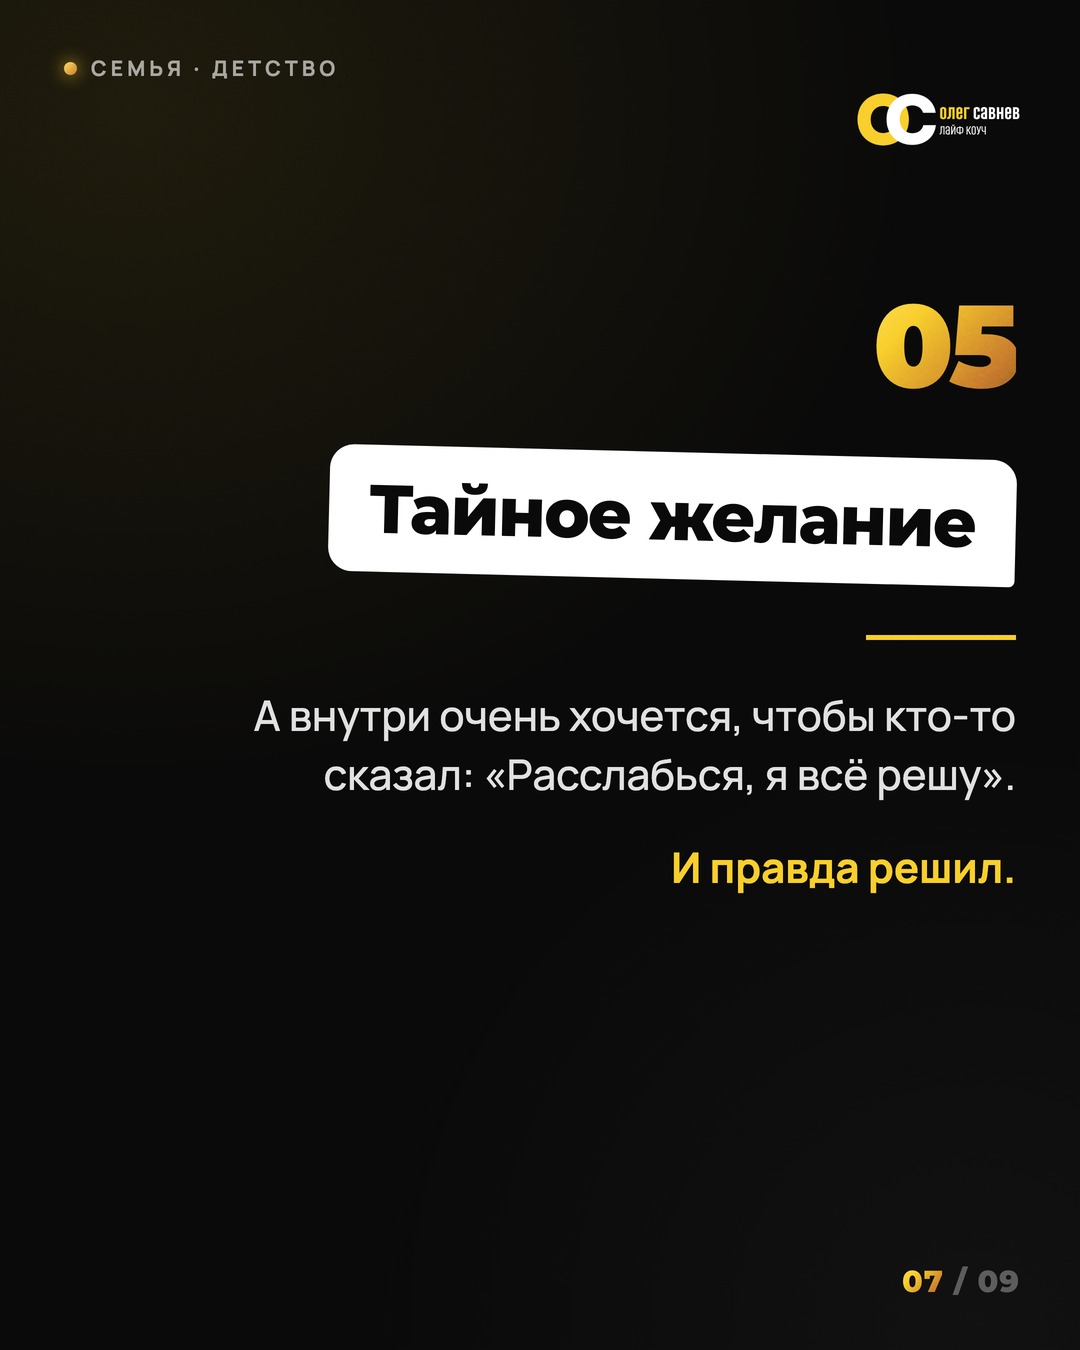 СЕМЬЯ · ДЕТСТВО
олег савнев
ЛАЙФ КОУЧ
05
Тайное желание
А внутри очень хочется, чтобы кто-то
сказал: «Расслабься, я всё решу».
И правда решил.
07 / 09